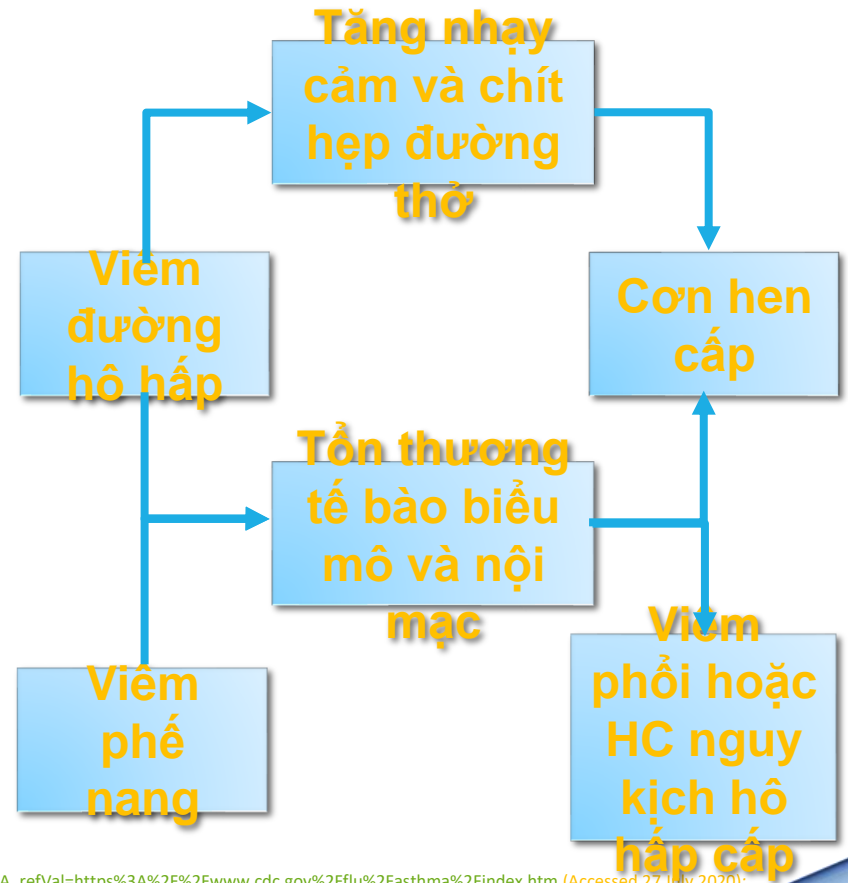 Tăng nhạy
cảm và chít
hẹp đường
thở
Viêm
đường
hô hấp
Cơn hen
cấp
Tổn thương
tế bào biểu
mô và nội
mạc
Viêm
phế
nang
Viêm
phổi hoặc
HC nguy
kịch hô
hấp cấp
A_refVal=https%3A%2F%2Fwww.cdc.gov%2Fflu%2Fasthma%2Findex.htm (Accessed 27 July 2020);